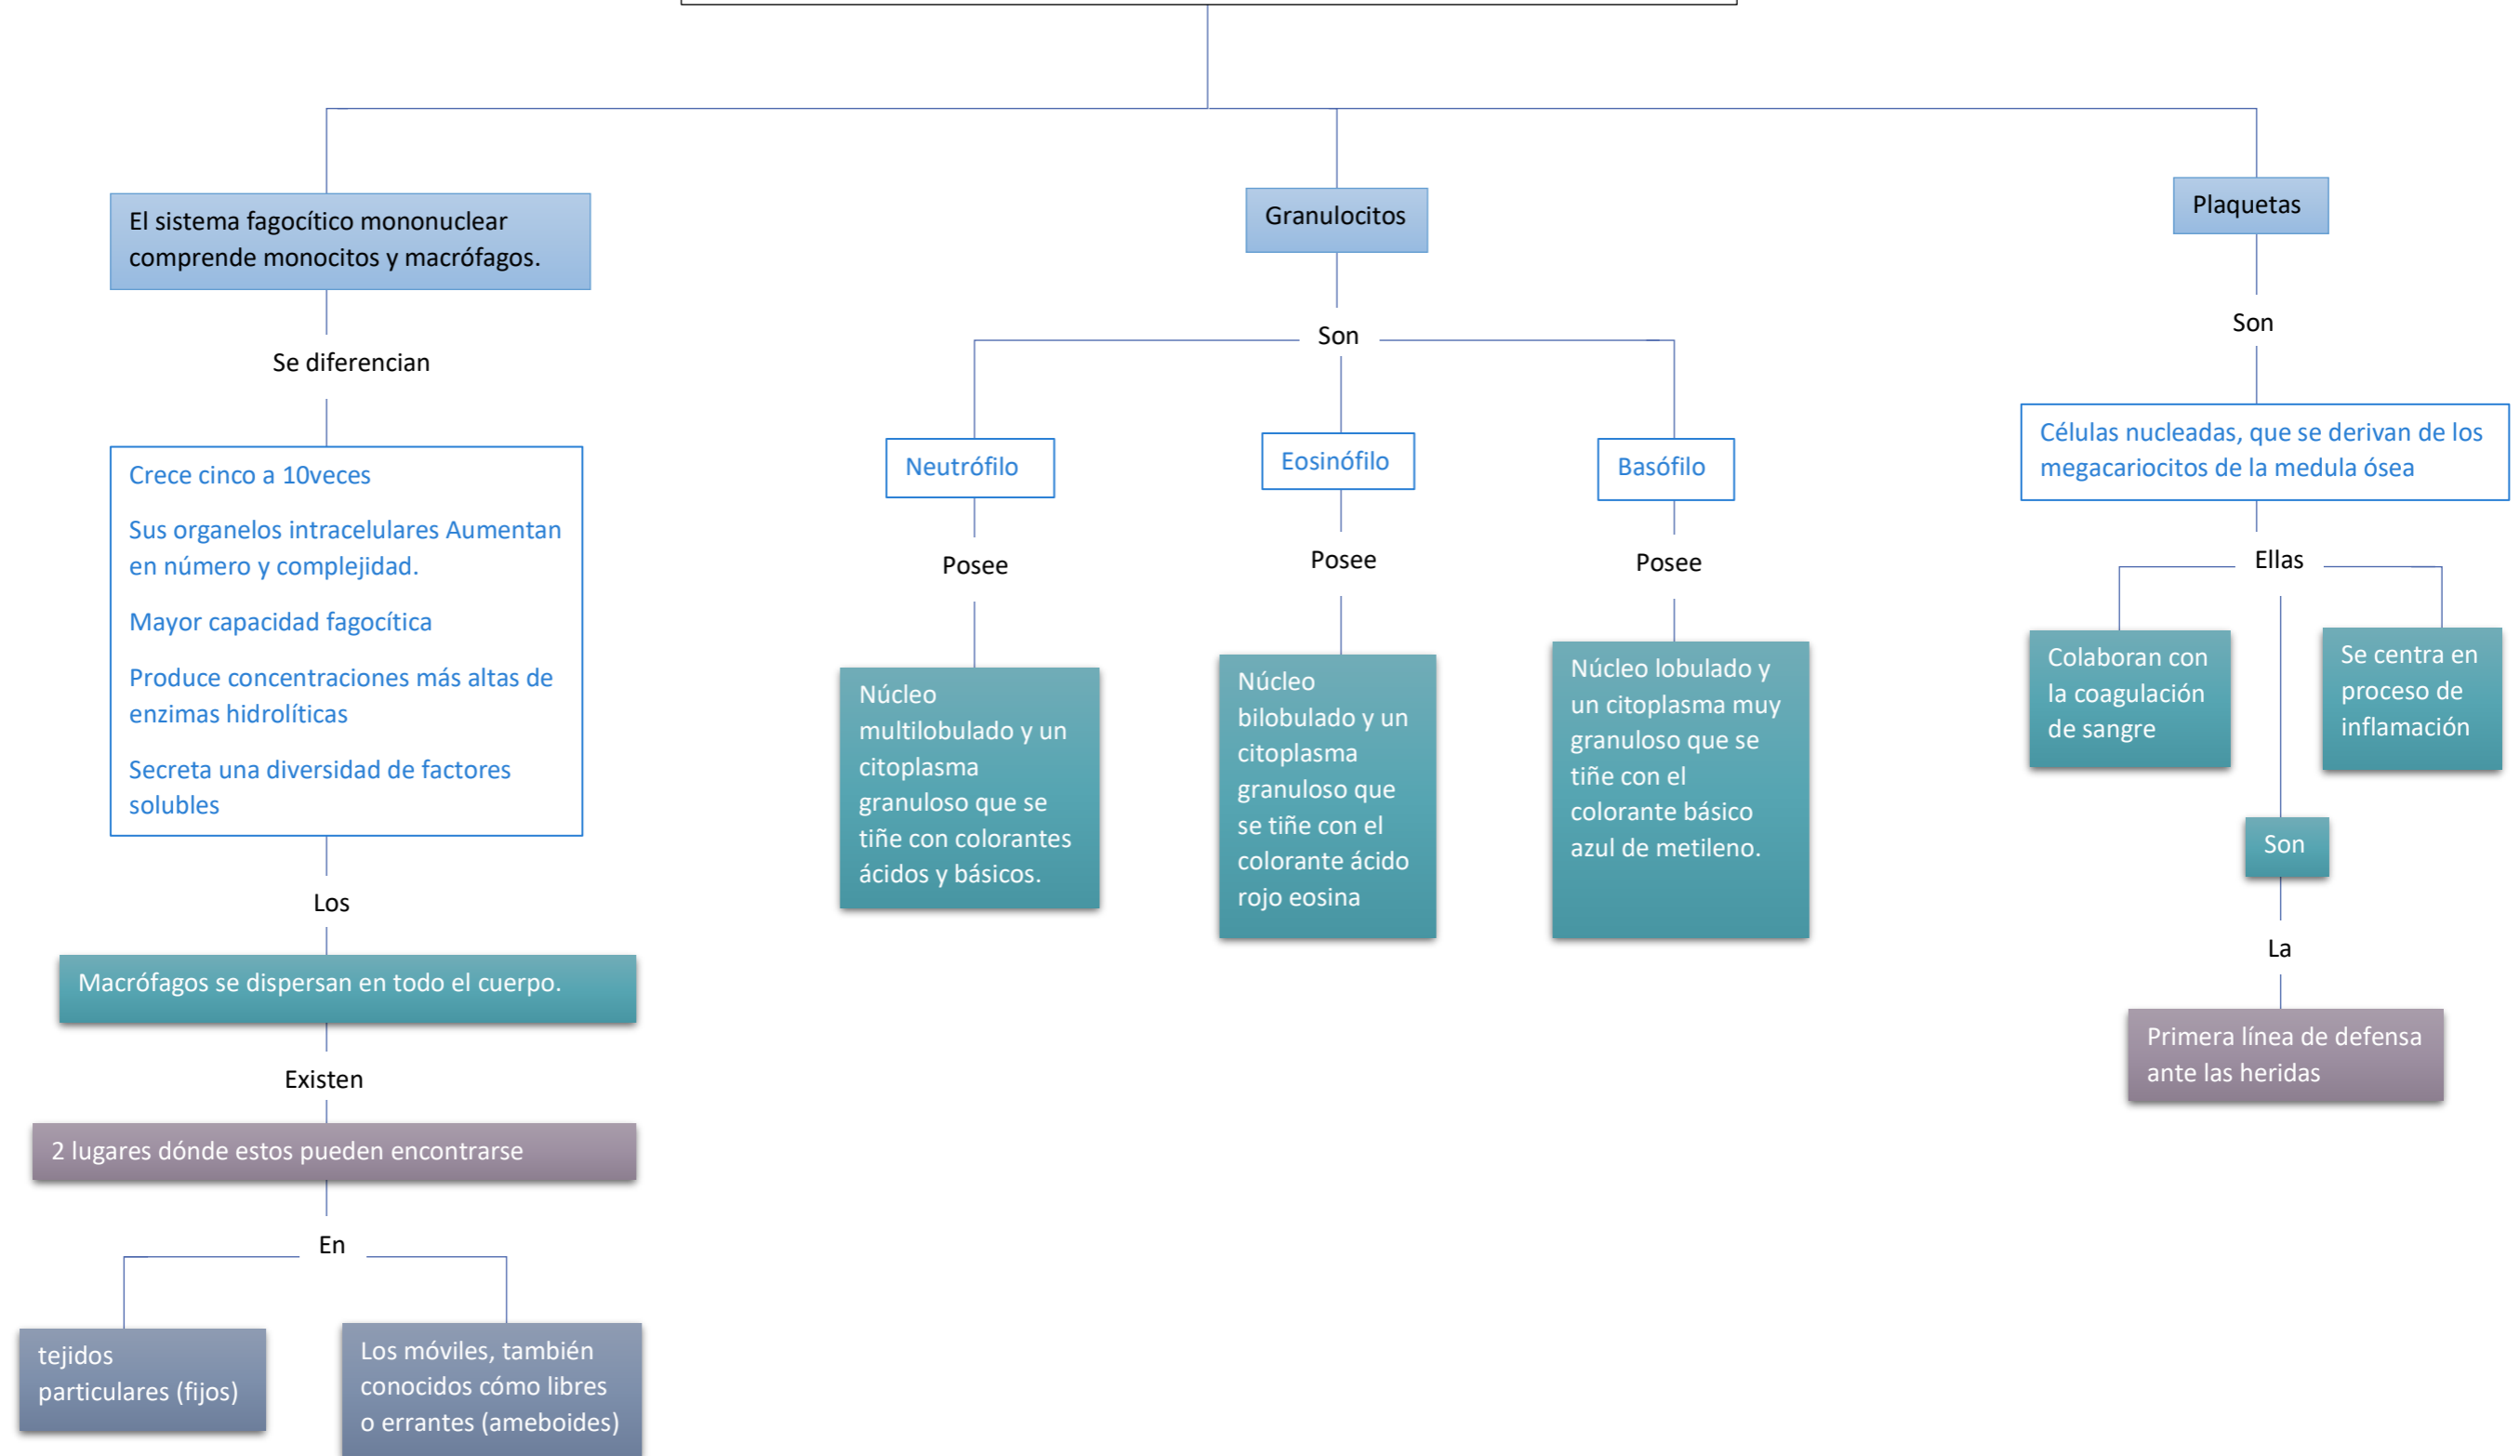 El sistema fagocítico mononuclear
comprende monocitos y macrófagos.
Se diferencian
Crece cinco a 10veces
Sus organelos intracelulares Aumentan
en número y complejidad.
Mayor capacidad fagocítica
Produce concentraciones más altas de
enzimas hidrolíticas
Secreta una diversidad de factores
solubles
Los
Macrófagos se dispersan en todo el cuerpo.
Existen
2 lugares dónde estos pueden encontrarse
En
tejidos
particulares (fijos)
Los móviles, también
conocidos cómo libres
o errantes (ameboides)
Granulocitos
Son
Neutrófilo
Posee
Núcleo
multilobulado y un
citoplasma
granuloso que se
tiñe con colorantes
ácidos y básicos.
Eosinófilo
Posee
Núcleo
bilobulado y un
citoplasma
granuloso que
se tiñe con el
colorante ácido
rojo eosina
Basófilo
Posee
Núcleo lobulado y
un citoplasma muy
granuloso que se
tiñe con el
colorante básico
azul de metileno.
Plaquetas
Son
Células nucleadas, que se derivan de los
megacariocitos de la medula ósea
Ellas
Colaboran con
la coagulación
de sangre
Se centra en
proceso de
inflamación
Son
La
Primera línea de defensa
ante las heridas